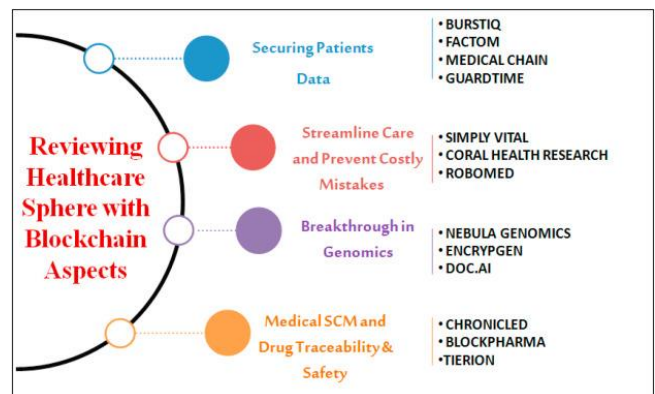 Reviewing
Healthcare
Sphere with
Blockchain
Aspects
Securing Patients
Data
• BURSTIQ
• FACTOM
• MEDICAL CHAIN
• GUARDTIME
Streamline Care
and Prevent Costly
Mistakes
• SIMPLY VITAL
• CORAL HEALTH RESEARCH
• ROBOMED
Breakthrough in
Genomics
• NEBULA GENOMICS
• ENCRYPGEN
• DOC.AI
Medical SCM and
Drug Traceability &
Safety
• CHRONICLED
• BLOCKPHARMA
• TIERION